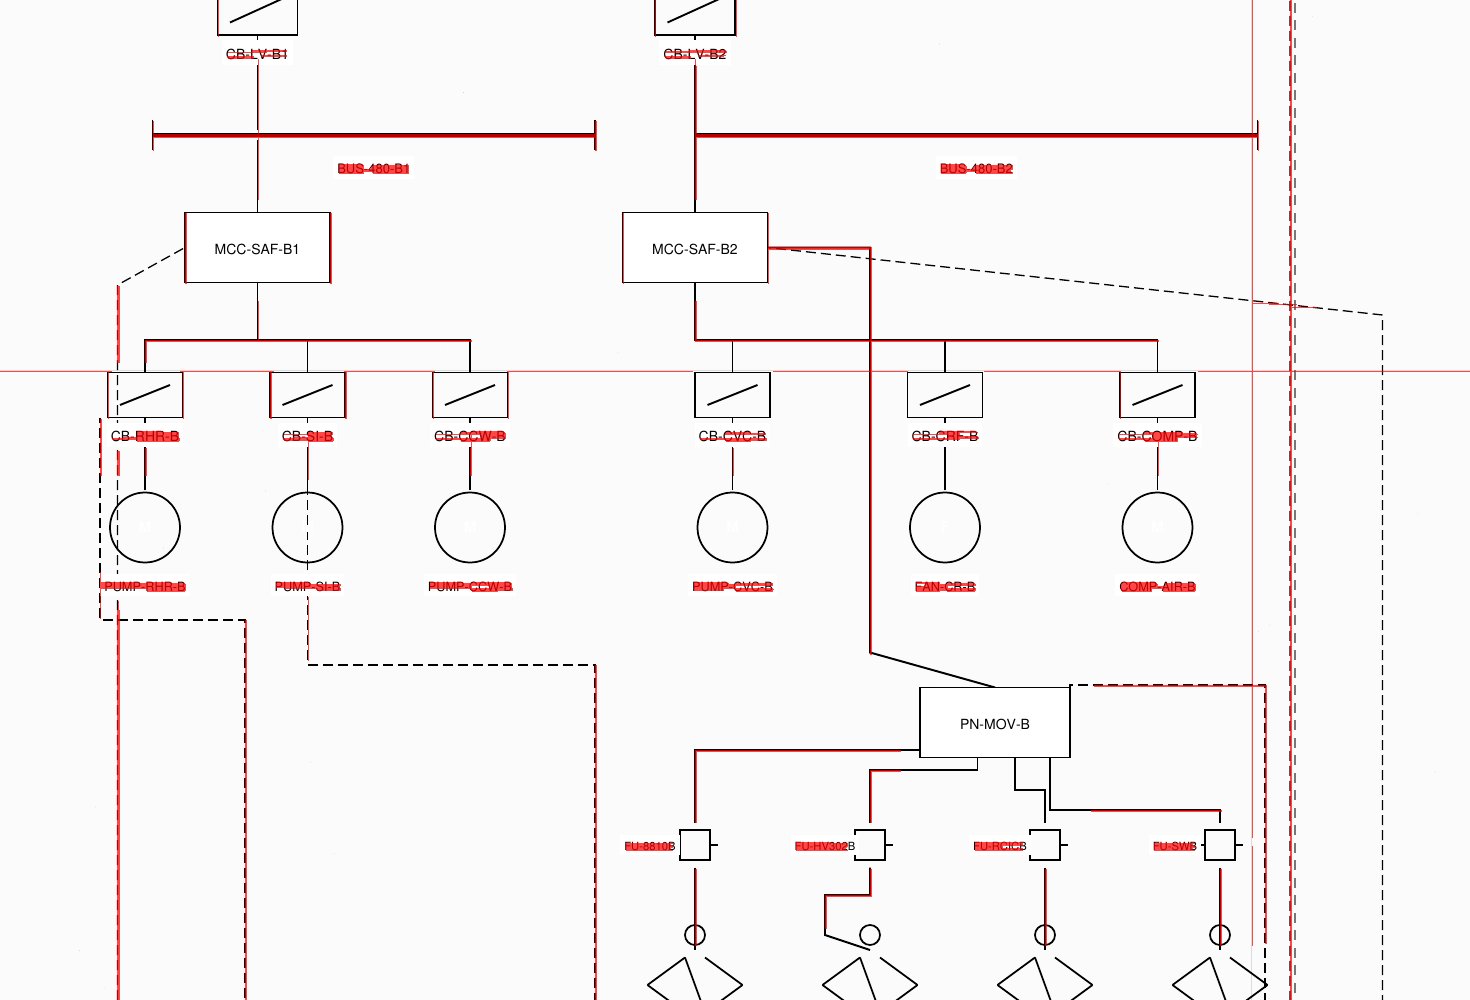 CB-LV-B1
CB-LV-B2
BUS-480-B1
BUS-480-B2
MCC-SAF-B1
MCC-SAF-B2
CB-RHR-B
CB-SI-B
CB-CCW-B
CB-CVC-B
CB-CRF-B
CB-COMP-B
PUMP-RHR-B
PUMP-SI-B
PUMP-CCW-B
PUMP-CVC-B
FAN-CR-B
COMP-AIR-B
PN-MOV-B
FU-8810B
FU-HV302B
FU-RCICB
FU-SWB